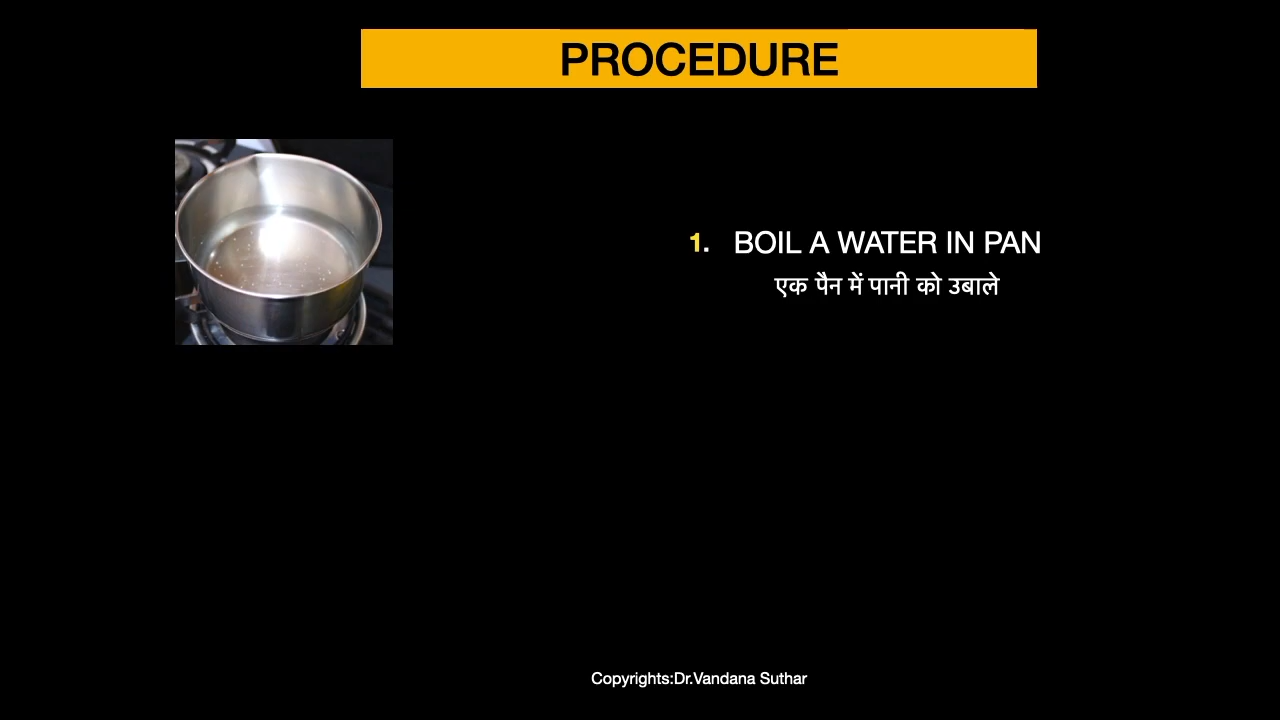 PROCEDURE
1. BOIL A WATER IN PAN
एक पैन में पानी को उबाले
Copyrights:Dr.Vandana Suthar